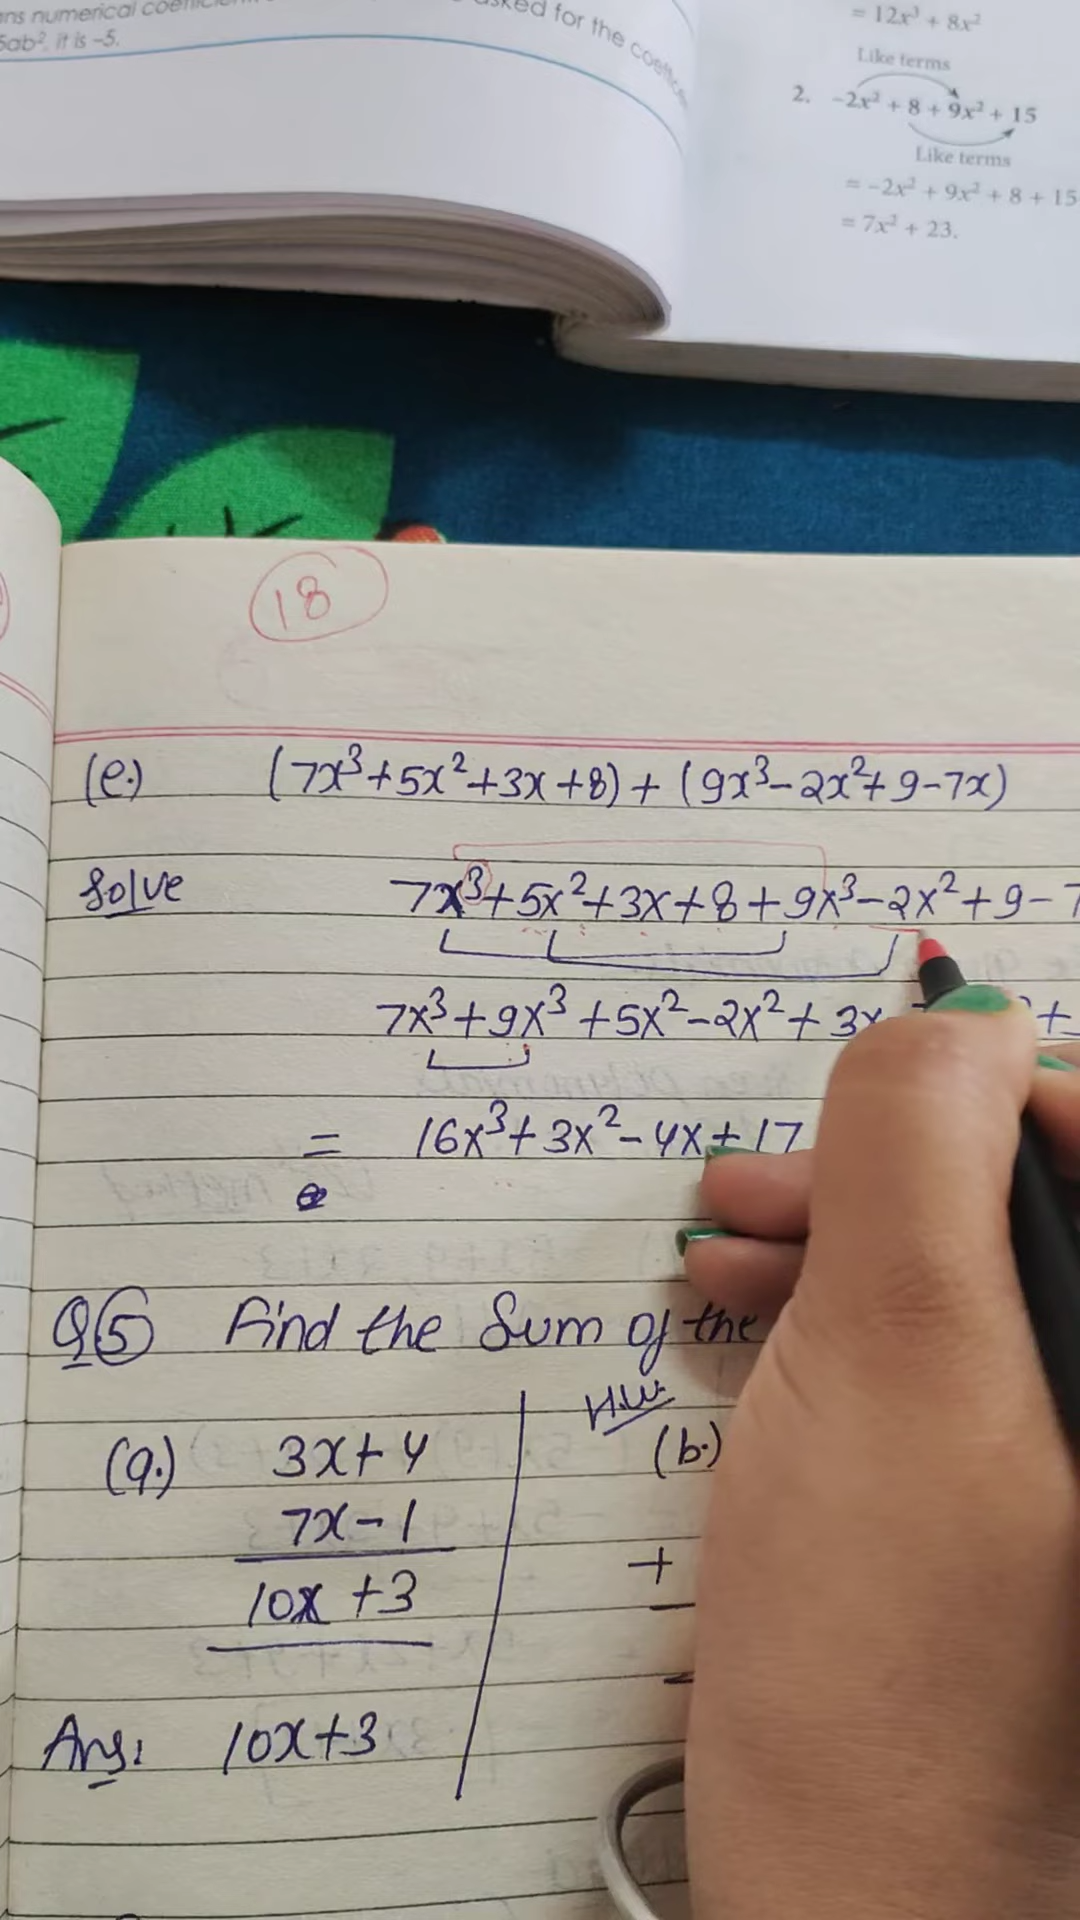 ns numerical
asked for the
5ab², it is –5.
= 12x³ + 8x²
Like terms
2. –2x² + 8 + 9x² + 15
Like terms
= –2x² + 9x² + 8 + 15
= 7x² + 23.
18
(e.) (7x³+5x²+3x+8)+(9x³–2x²+9–7x)
Solve 7x³+5x²+3x+8+9x³–2x²+9–7
7x³+9x³+5x²–2x²+3x
= 16x³+3x²–4x+17
Q5 Find the Sum of the
H.W.
(a.) 3x+4
(b.)
7x–1
+
10x +3
Ans: 10x+3